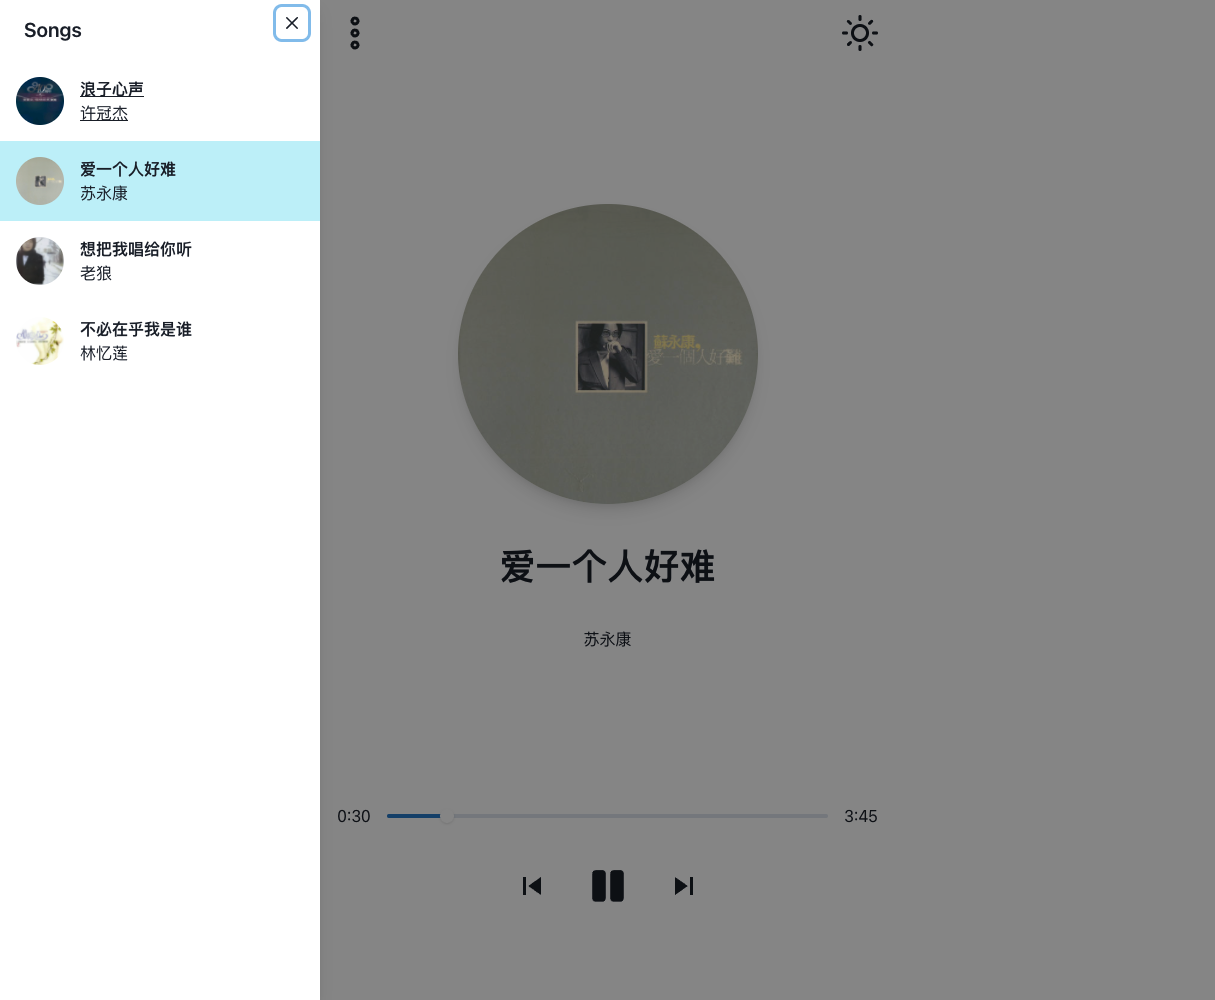 Songs
浪子心声
许冠杰
爱一个人好难
苏永康
想把我唱给你听
老狼
不必在乎我是谁
林忆莲
蘇永康
愛一個人好難
爱一个人好难
苏永康
0:30
3:45